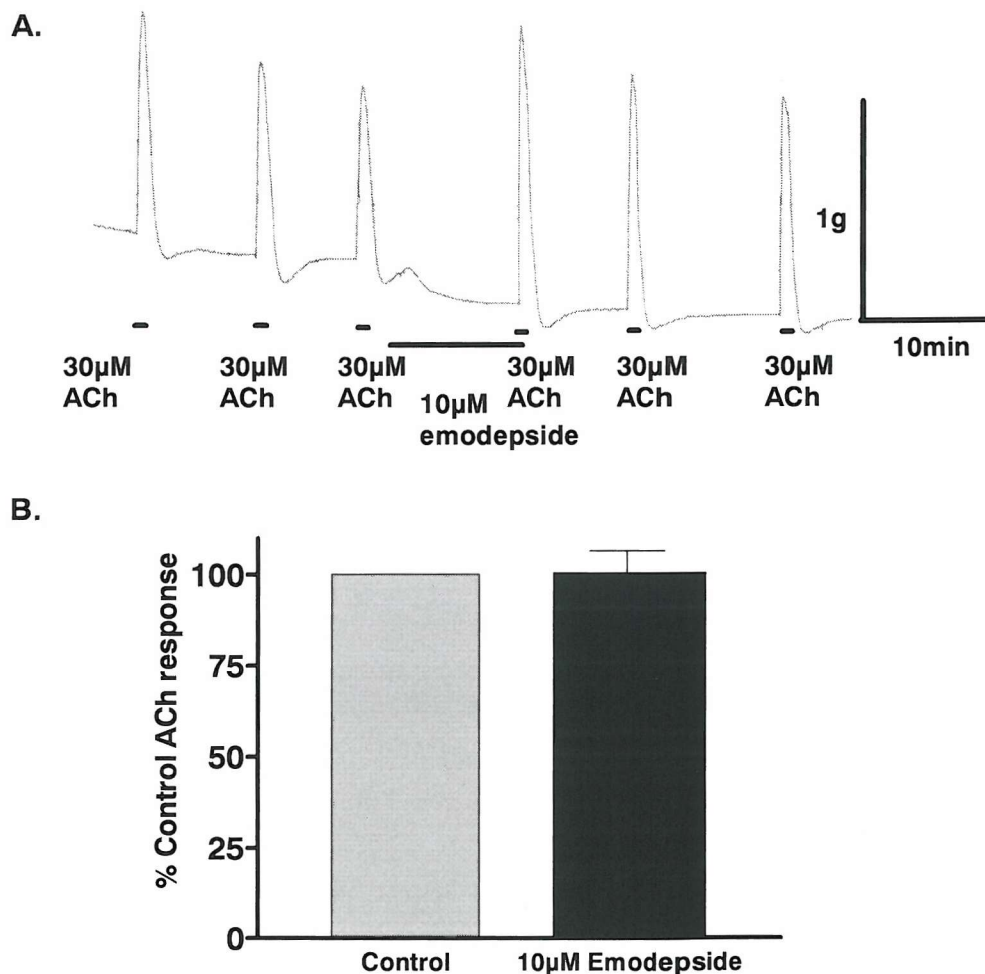 A.
1g
10min
30µM 30µM 30µM 30µM 30µM 30µM
ACh ACh ACh ACh ACh ACh
10µM
emodepside
B.
% Control ACh response
100
75
50
25
0
Control 10µM Emodepside